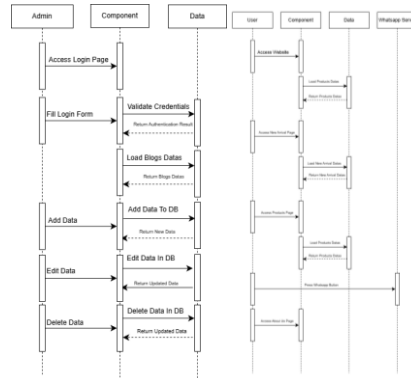 Admin
Component
Data
Access Login Page
Fill Login Form
Validate Credentials
Return Authentication Result
Load Blogs Datas
Return Blogs Datas
Add Data
Add Data To DB
Return New Data
Edit Data
Edit Data In DB
Return Updated Data
Delete Data
Delete Data In DB
Return Updated Data
User
Component
Data
Access Website
Load Products Datas
Return Products Datas
Access New Arrival Page
Load New Arrival Datas
Return New Arrival Datas
Access Products Page
Load Products Datas
Return Products Datas
Press Whatsapp Button